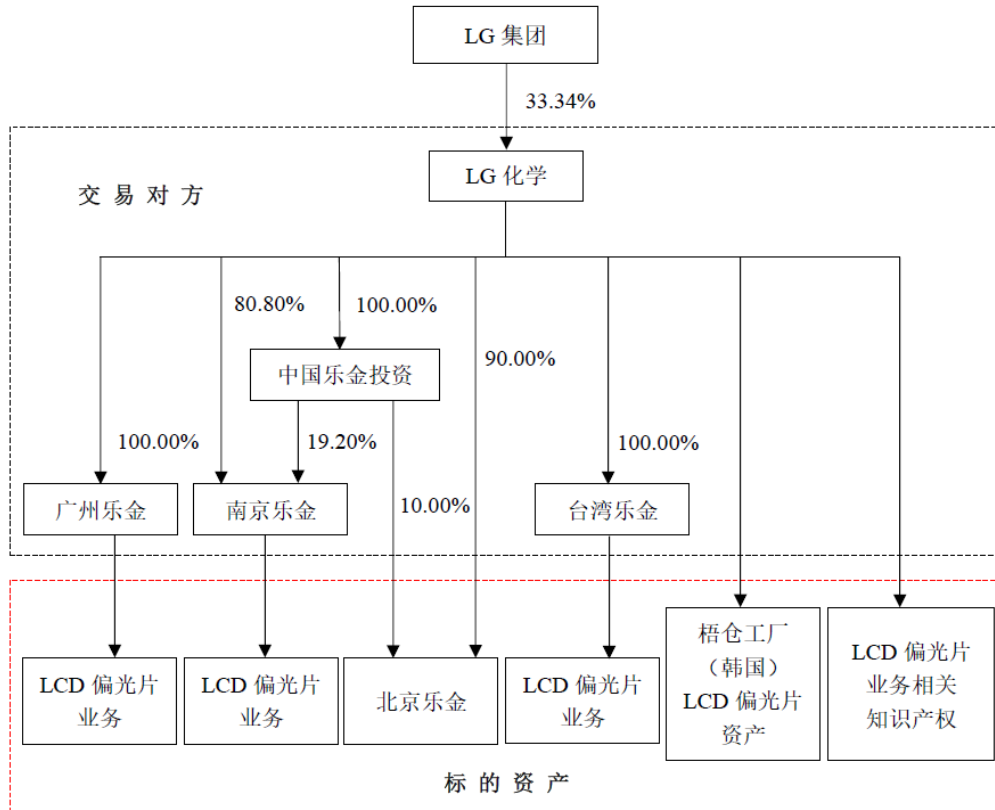 LG 集团
33.34%
LG 化学
交 易 对 方
80.80%
100.00%
90.00%
中国乐金投资
100.00%
19.20%
100.00%
10.00%
广州乐金
南京乐金
台湾乐金
LCD 偏光片
业务
LCD 偏光片
业务
北京乐金
LCD 偏光片
业务
梧仓工厂
（韩国）
LCD 偏光片
资产
LCD 偏光片
业务相关
知识产权
标 的 资 产